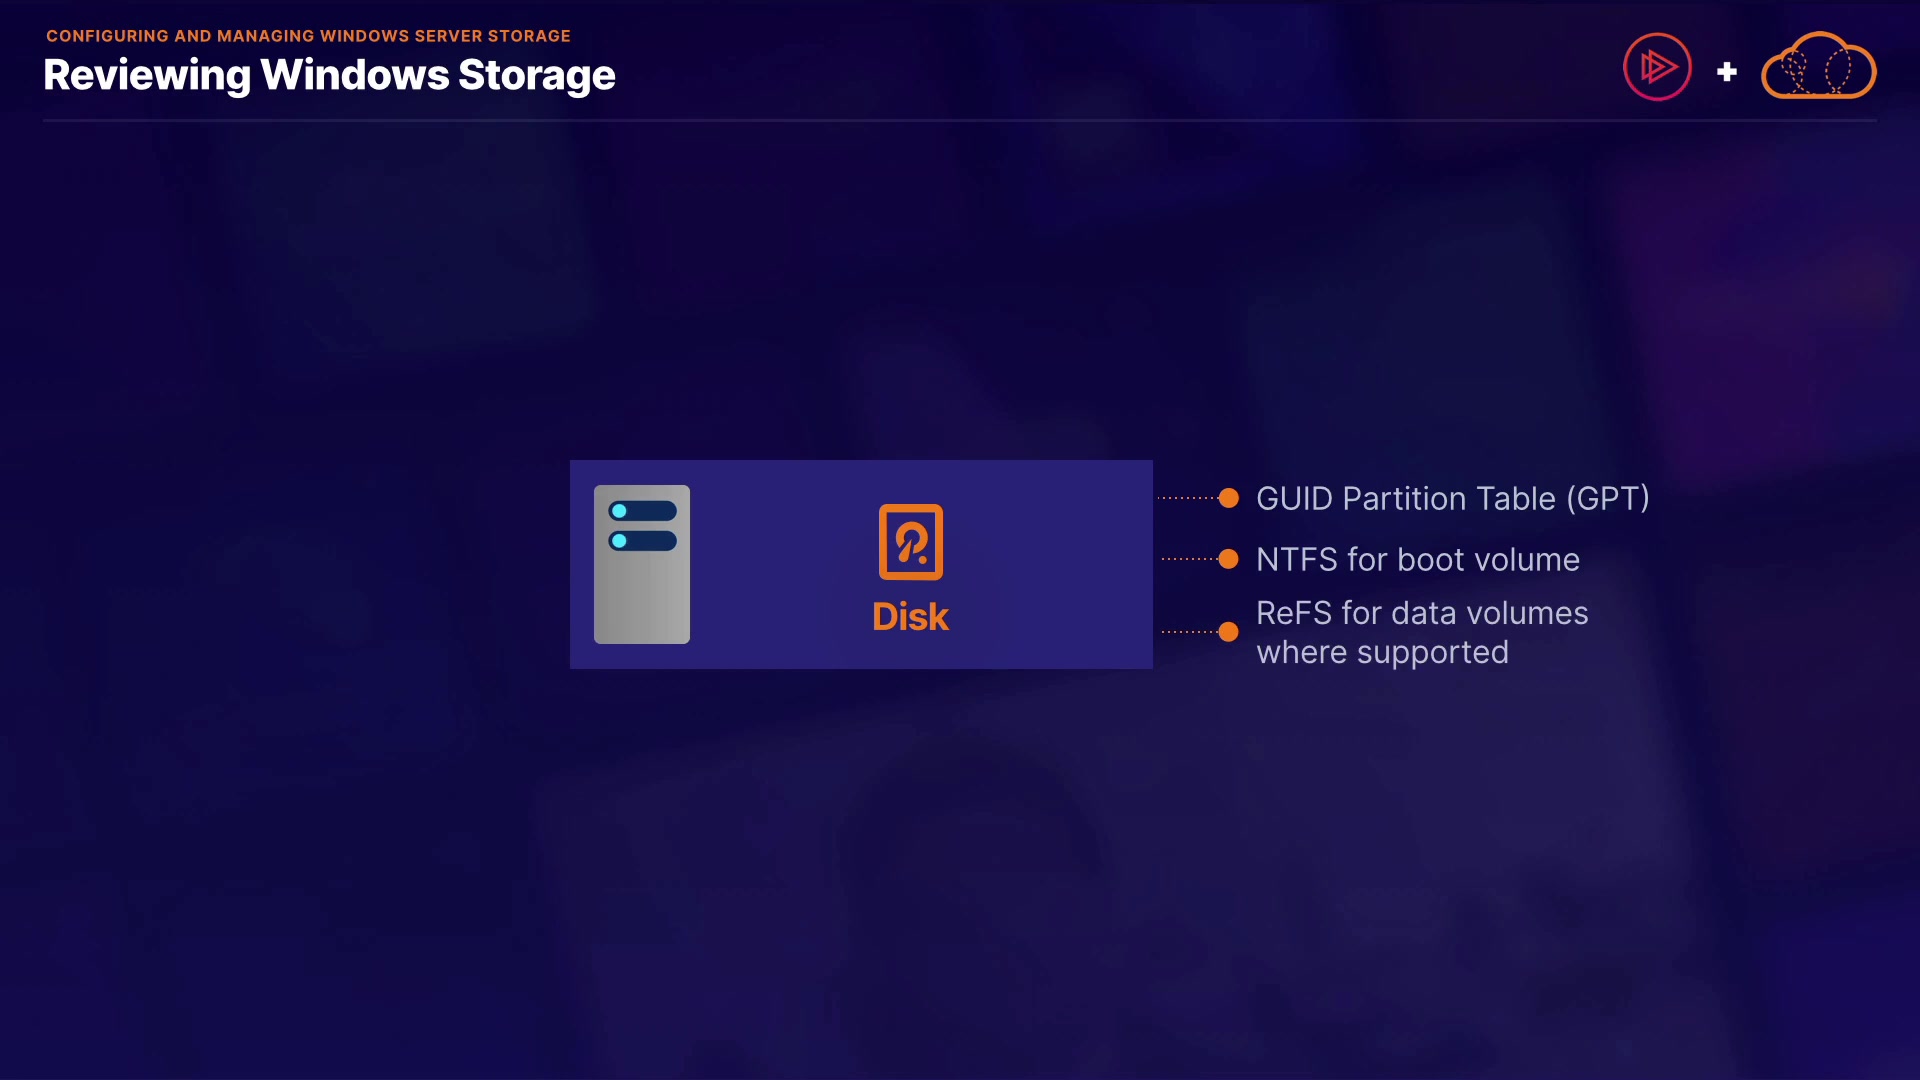 CONFIGURING AND MANAGING WINDOWS SERVER STORAGE
Reviewing Windows Storage
GUID Partition Table (GPT)
NTFS for boot volume
ReFS for data volumes
where supported
Disk